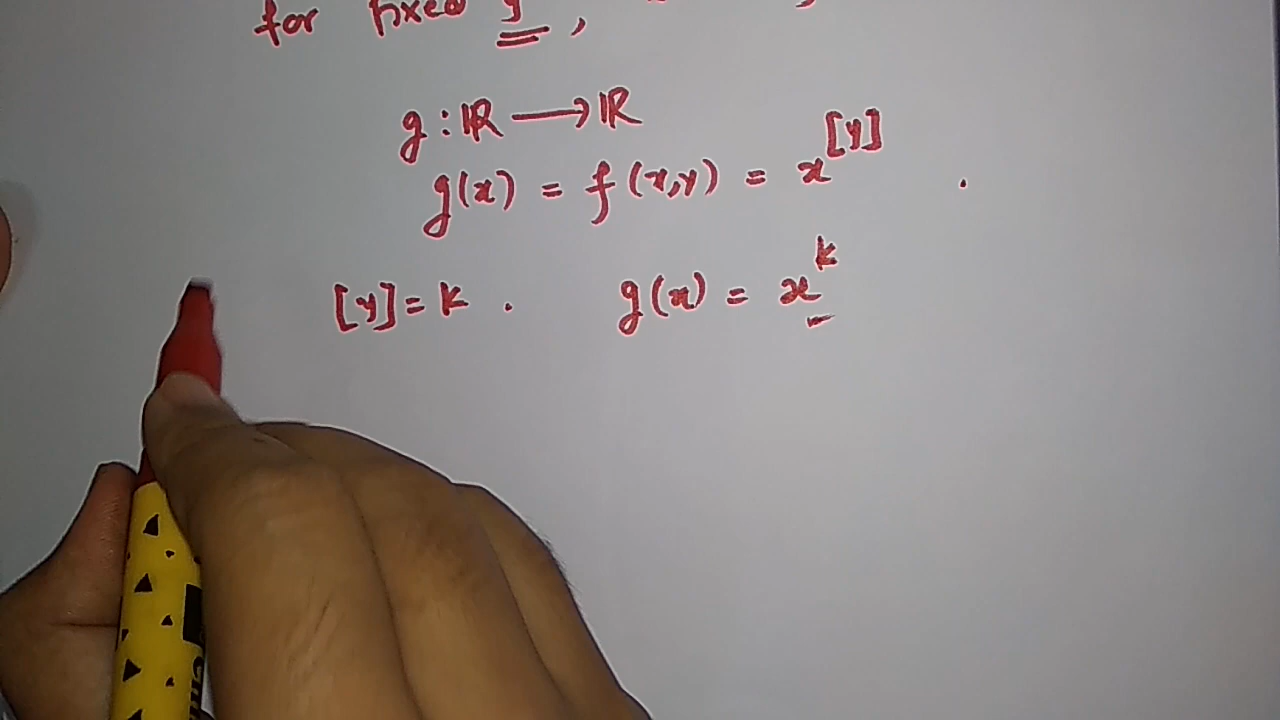 for fixed y,
g : ℝ ⟶ ℝ
g(x) = f(x,y) = x^[y] .
[y] = k . g(x) = x^k